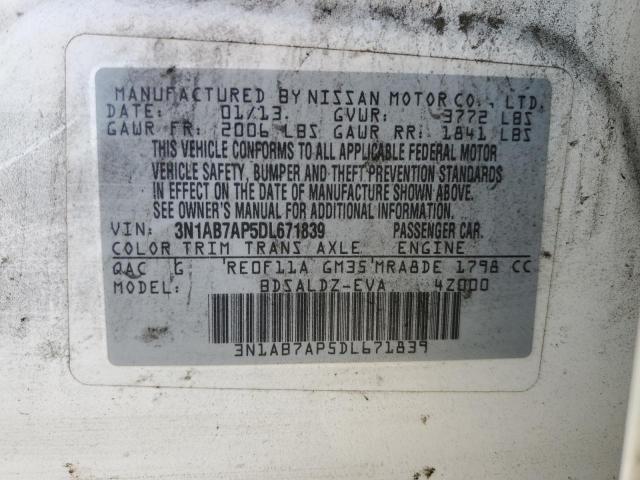 MANUFACTURED BY NISSAN MOTOR CO., LTD.
DATE: 01/13. GVWR: 3772 LBS
GAWR FR: 2006 LBS GAWR RR: 1841 LBS
THIS VEHICLE CONFORMS TO ALL APPLICABLE FEDERAL MOTOR
VEHICLE SAFETY, BUMPER AND THEFT PREVENTION STANDARDS
IN EFFECT ON THE DATE OF MANUFACTURE SHOWN ABOVE.
SEE OWNER'S MANUAL FOR ADDITIONAL INFORMATION.
VIN: 3N1AB7AP5DL671839 PASSENGER CAR.
COLOR TRIM TRANS AXLE ENGINE
QAC G 'RE0F11A GM35'MRA8DE 1798 CC
MODEL BDSALDZ-EVA 4Z000
3N1AB7AP5DL671839